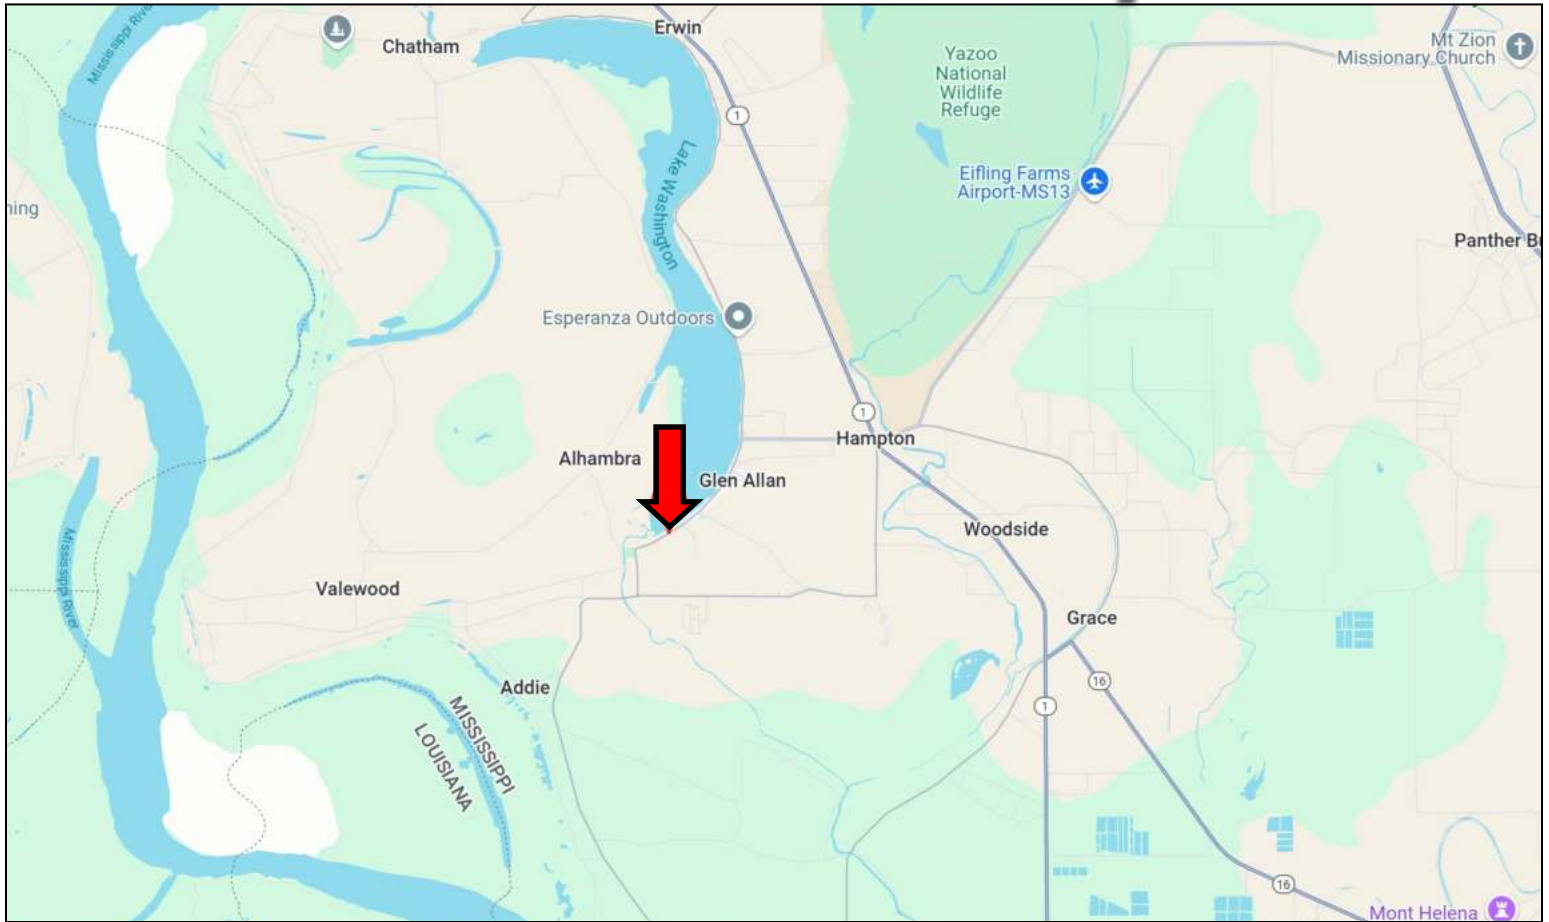 Mississippi River
Chatham
Erwin
Yazoo
National
Wildlife
Refuge
Mt Zion
Missionary Church
1
Lake Washington
Eifling Farms
Airport-MS13
Panther
Esperanza Outdoors
1
Hampton
Alhambra
Glen Allan
Woodside
Mississippi River
Valewood
Grace
Addie
16
1
MISSISSIPPI
LOUISIANA
16
Mont Helena